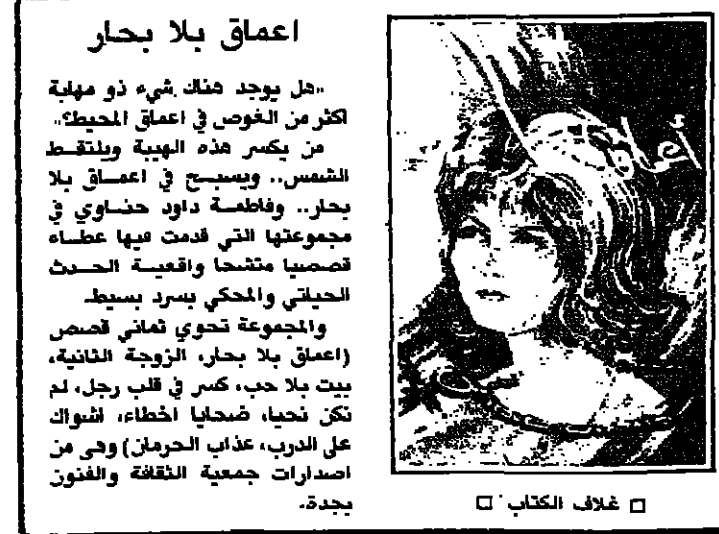 اعماق بلا بحار
«هل يوجد هناك شيء ذو مهابة
اكثر من الغوص في اعماق المحيط؟»
من يكسر هذه الهيبة ويلتقط
الشمس.. ويسبح في اعماق بلا
بحار.. وفاطمة داود حناوي في
مجموعتها التي قدمت فيها عطاء
قصصيا متشحا واقعية الحدث
الحياتي والمحكي بسرد بسيط.
والمجموعة تحوي ثماني قصص
(اعماق بلا بحار، الزوجة الثانية،
بيت بلا حب، كسر في قلب رجل، لم
نكن نحيا، ضحايا اخطاء، اشواك
على الدرب، عذاب الحرمان) وهى من
اصدارات جمعية الثقافة والفنون
بجدة.
أعماق
□ غلاف الكتاب □